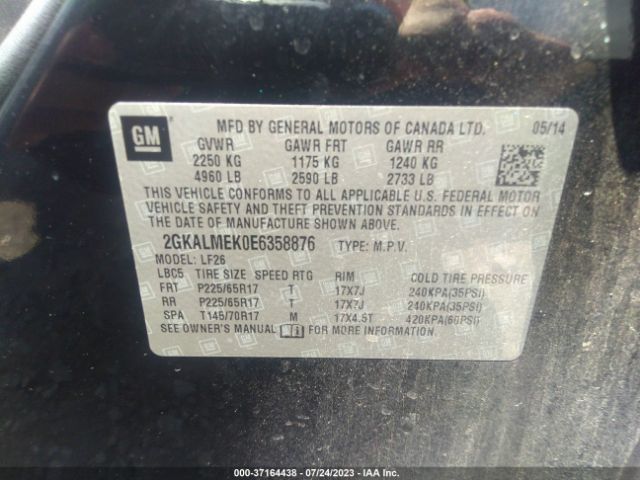 GM
MFD BY GENERAL MOTORS OF CANADA LTD. 05/14
GVWR GAWR FRT GAWR RR
2250 KG 1175 KG 1240 KG
4960 LB 2590 LB 2733 LB
THIS VEHICLE CONFORMS TO ALL APPLICABLE U.S. FEDERAL MOTOR
VEHICLE SAFETY AND THEFT PREVENTION STANDARDS IN EFFECT ON
THE DATE OF MANUFACTURE SHOWN ABOVE.
2GKALMEK0E6358876 TYPE: M.P.V.
MODEL: LF26
LBC5 TIRE SIZE SPEED RTG RIM COLD TIRE PRESSURE
FRT P225/65R17 T 17X7J 240KPA(35PSI)
RR P225/65R17 T 17X7J 240KPA(35PSI)
SPA T145/70R17 M 17X4.5T 420KPA(60PSI)
SEE OWNER'S MANUAL FOR MORE INFORMATION.
000-37164438 - 07/24/2023 - IAA Inc.